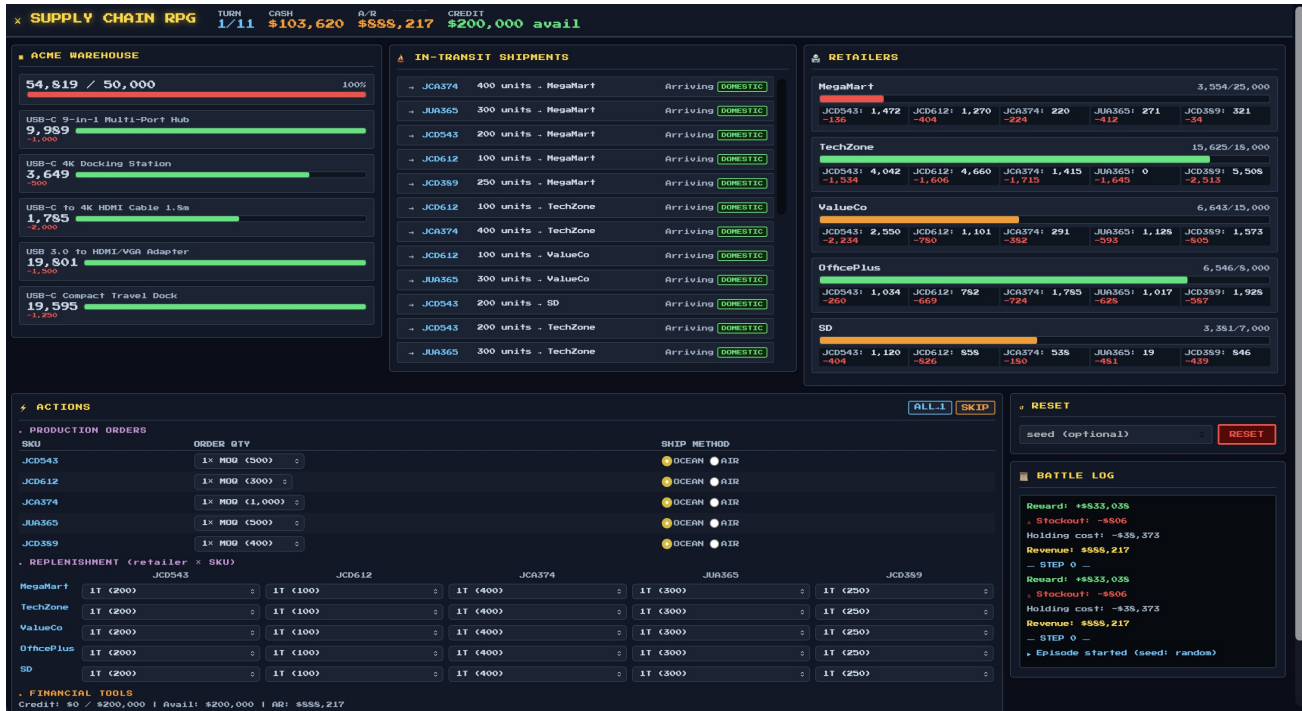 SUPPLY CHAIN RPG
TURN
1/11
CASH
$103,620
A/R
$888,217
CREDIT
$200,000 avail
ACME WAREHOUSE
54,819 / 50,000 100%
USB-C 9-in-1 Multi-Port Hub
9,989
-1,000
USB-C 4K Docking Station
3,649
-500
USB-C to 4K HDMI Cable 1.8m
1,785
-2,000
USB 3.0 to HDMI/VGA Adapter
19,801
-1,500
USB-C Compact Travel Dock
19,595
-1,250
IN-TRANSIT SHIPMENTS
→ JCA374 400 units → MegaMart Arriving DOMESTIC
→ JUA365 300 units → MegaMart Arriving DOMESTIC
→ JCD543 200 units → MegaMart Arriving DOMESTIC
→ JCD612 100 units → MegaMart Arriving DOMESTIC
→ JCD389 250 units → MegaMart Arriving DOMESTIC
→ JCD612 100 units → TechZone Arriving DOMESTIC
→ JCA374 400 units → TechZone Arriving DOMESTIC
→ JCD612 100 units → ValueCo Arriving DOMESTIC
→ JUA365 300 units → ValueCo Arriving DOMESTIC
→ JCD543 200 units → SD Arriving DOMESTIC
→ JCD543 200 units → TechZone Arriving DOMESTIC
→ JUA365 300 units → TechZone Arriving DOMESTIC
RETAILERS
MegaMart 3,554/25,000
JCD543: 1,472 JCD612: 1,270 JCA374: 220 JUA365: 271 JCD389: 321
-136 -404 -224 -412 -34
TechZone 15,625/18,000
JCD543: 4,042 JCD612: 4,660 JCA374: 1,415 JUA365: 0 JCD389: 5,508
-1,534 -1,606 -1,715 -1,645 -2,513
ValueCo 6,643/15,000
JCD543: 2,550 JCD612: 1,101 JCA374: 291 JUA365: 1,128 JCD389: 1,573
-2,234 -780 -382 -593 -805
OfficePlus 6,546/8,000
JCD543: 1,034 JCD612: 782 JCA374: 1,785 JUA365: 1,017 JCD389: 1,928
-260 -669 -724 -628 -587
SD 3,381/7,000
JCD543: 1,120 JCD612: 858 JCA374: 538 JUA365: 19 JCD389: 846
-404 -826 -180 -481 -439
ACTIONS ALL→1 SKIP
PRODUCTION ORDERS
SKU ORDER QTY SHIP METHOD
JCD543 1× MOQ (500) OCEAN AIR
JCD612 1× MOQ (300) OCEAN AIR
JCA374 1× MOQ (1,000) OCEAN AIR
JUA365 1× MOQ (500) OCEAN AIR
JCD389 1× MOQ (400) OCEAN AIR
REPLENISHMENT (retailer × SKU)
JCD543 JCD612 JCA374 JUA365 JCD389
MegaMart 1T (200) 1T (100) 1T (400) 1T (300) 1T (250)
TechZone 1T (200) 1T (100) 1T (400) 1T (300) 1T (250)
ValueCo 1T (200) 1T (100) 1T (400) 1T (300) 1T (250)
OfficePlus 1T (200) 1T (100) 1T (400) 1T (300) 1T (250)
SD 1T (200) 1T (100) 1T (400) 1T (300) 1T (250)
FINANCIAL TOOLS
Credit: $0 / $200,000 | Avail: $200,000 | AR: $888,217
RESET
seed (optional) RESET
BATTLE LOG
Reward: +$833,038
⚠ Stockout: -$806
Holding cost: -$38,373
Revenue: $888,217
— STEP 0 —
Reward: +$833,038
⚠ Stockout: -$806
Holding cost: -$38,373
Revenue: $888,217
— STEP 0 —
▸ Episode started (seed: random)